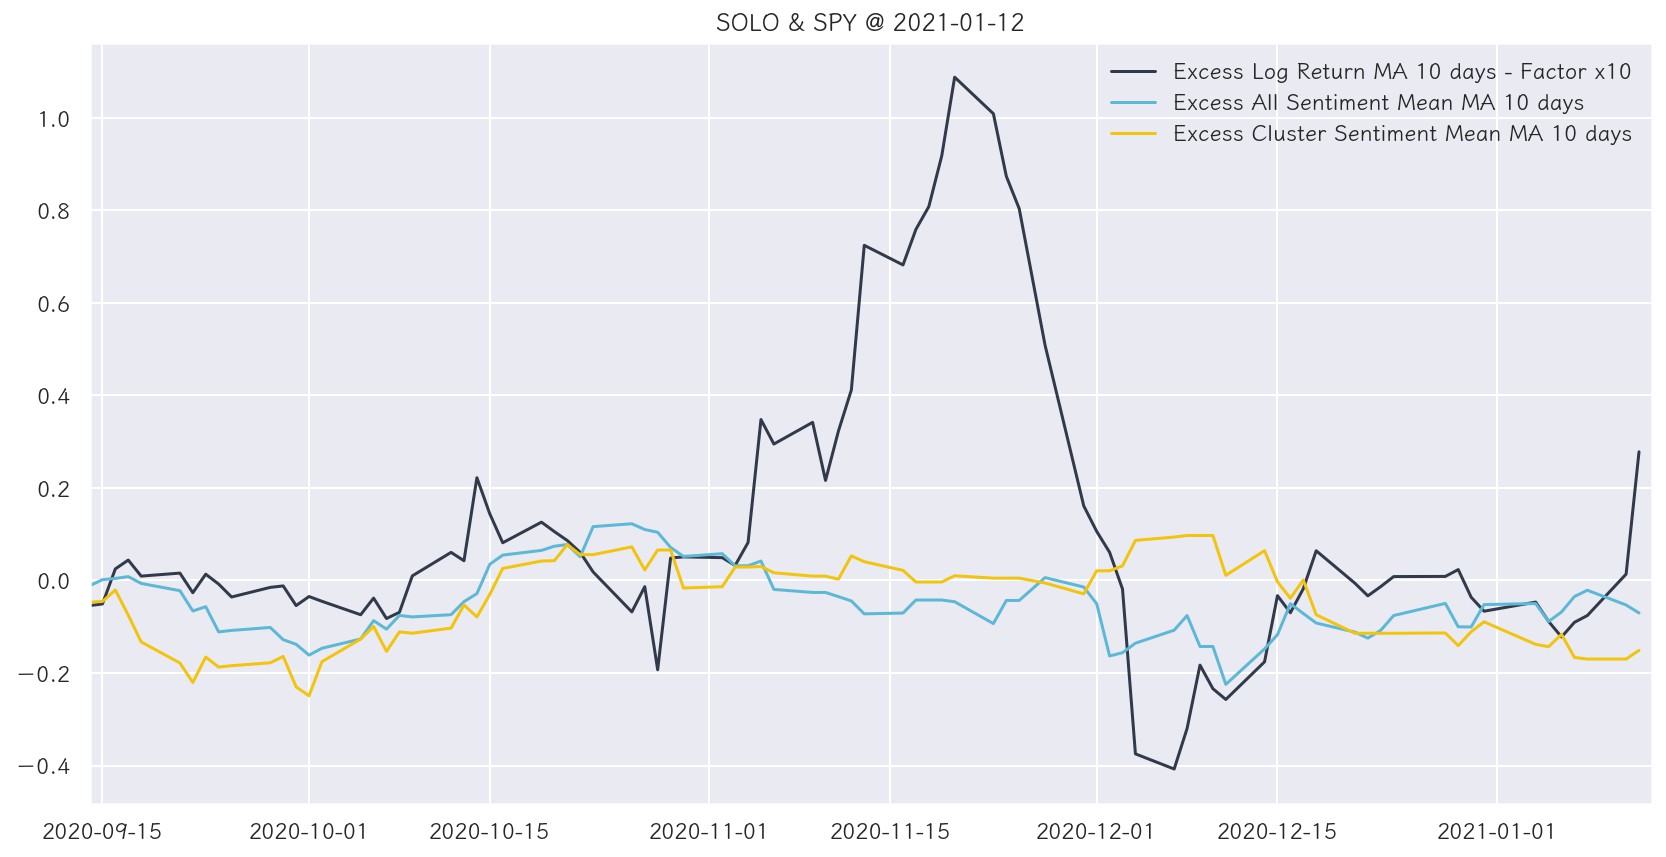 SOLO & SPY @ 2021-01-12
Excess Log Return MA 10 days - Factor x10
Excess All Sentiment Mean MA 10 days
Excess Cluster Sentiment Mean MA 10 days
1.0
0.8
0.6
0.4
0.2
0.0
−0.2
−0.4
2020-09-15 2020-10-01 2020-10-15 2020-11-01 2020-11-15 2020-12-01 2020-12-15 2021-01-01